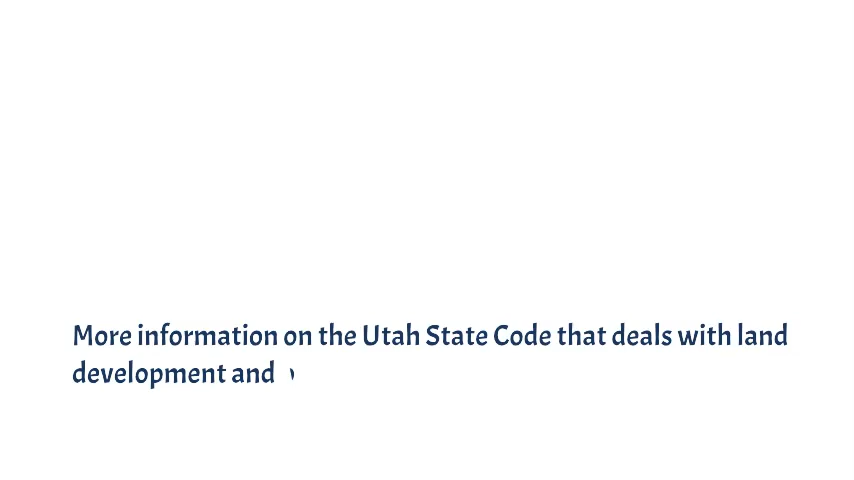 More information on the Utah State Code that deals with land
development and